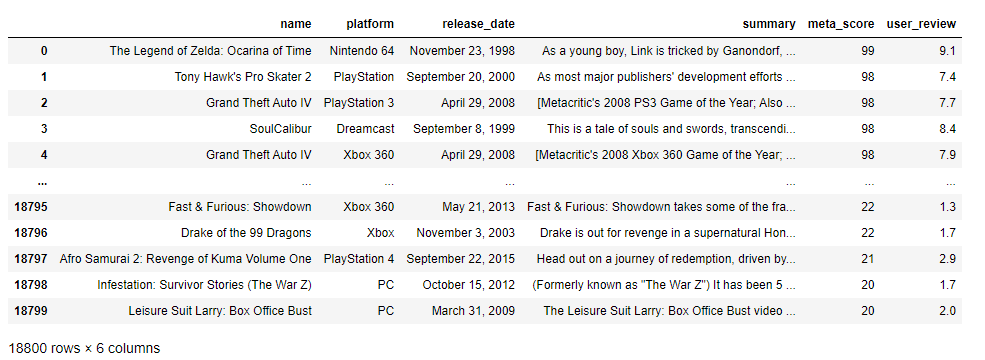 name platform release_date summary meta_score user_review
0 The Legend of Zelda: Ocarina of Time Nintendo 64 November 23, 1998 As a young boy, Link is tricked by Ganondorf, ... 99 9.1
1 Tony Hawk's Pro Skater 2 PlayStation September 20, 2000 As most major publishers' development efforts ... 98 7.4
2 Grand Theft Auto IV PlayStation 3 April 29, 2008 [Metacritic's 2008 PS3 Game of the Year; Also ... 98 7.7
3 SoulCalibur Dreamcast September 8, 1999 This is a tale of souls and swords, transcendi... 98 8.4
4 Grand Theft Auto IV Xbox 360 April 29, 2008 [Metacritic's 2008 Xbox 360 Game of the Year; ... 98 7.9
... ... ... ... ... ... ...
18795 Fast & Furious: Showdown Xbox 360 May 21, 2013 Fast & Furious: Showdown takes some of the fra... 22 1.3
18796 Drake of the 99 Dragons Xbox November 3, 2003 Drake is out for revenge in a supernatural Hon... 22 1.7
18797 Afro Samurai 2: Revenge of Kuma Volume One PlayStation 4 September 22, 2015 Head out on a journey of redemption, driven by... 21 2.9
18798 Infestation: Survivor Stories (The War Z) PC October 15, 2012 (Formerly known as "The War Z") It has been 5 ... 20 1.7
18799 Leisure Suit Larry: Box Office Bust PC March 31, 2009 The Leisure Suit Larry: Box Office Bust video ... 20 2.0
18800 rows × 6 columns